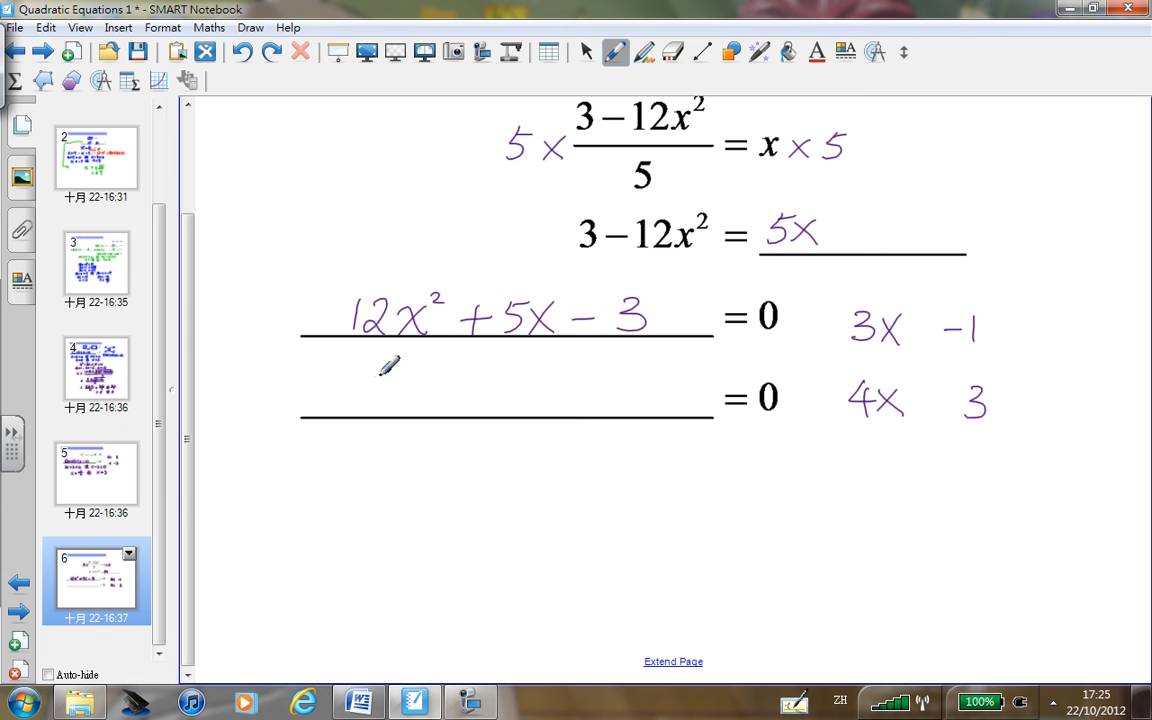 Quadratic Equations 1 * - SMART Notebook
File Edit View Insert Format Maths Draw Help
5 × (3 − 12x²)/5 = x × 5
3 − 12x² = 5x
12x² + 5x − 3 = 0
3x −1
= 0
4x 3
2
十月 22-16:31
3
十月 22-16:35
4
十月 22-16:36
5
十月 22-16:36
6
十月 22-16:37
Auto-hide
Extend Page
ZH
100%
17:25
22/10/2012